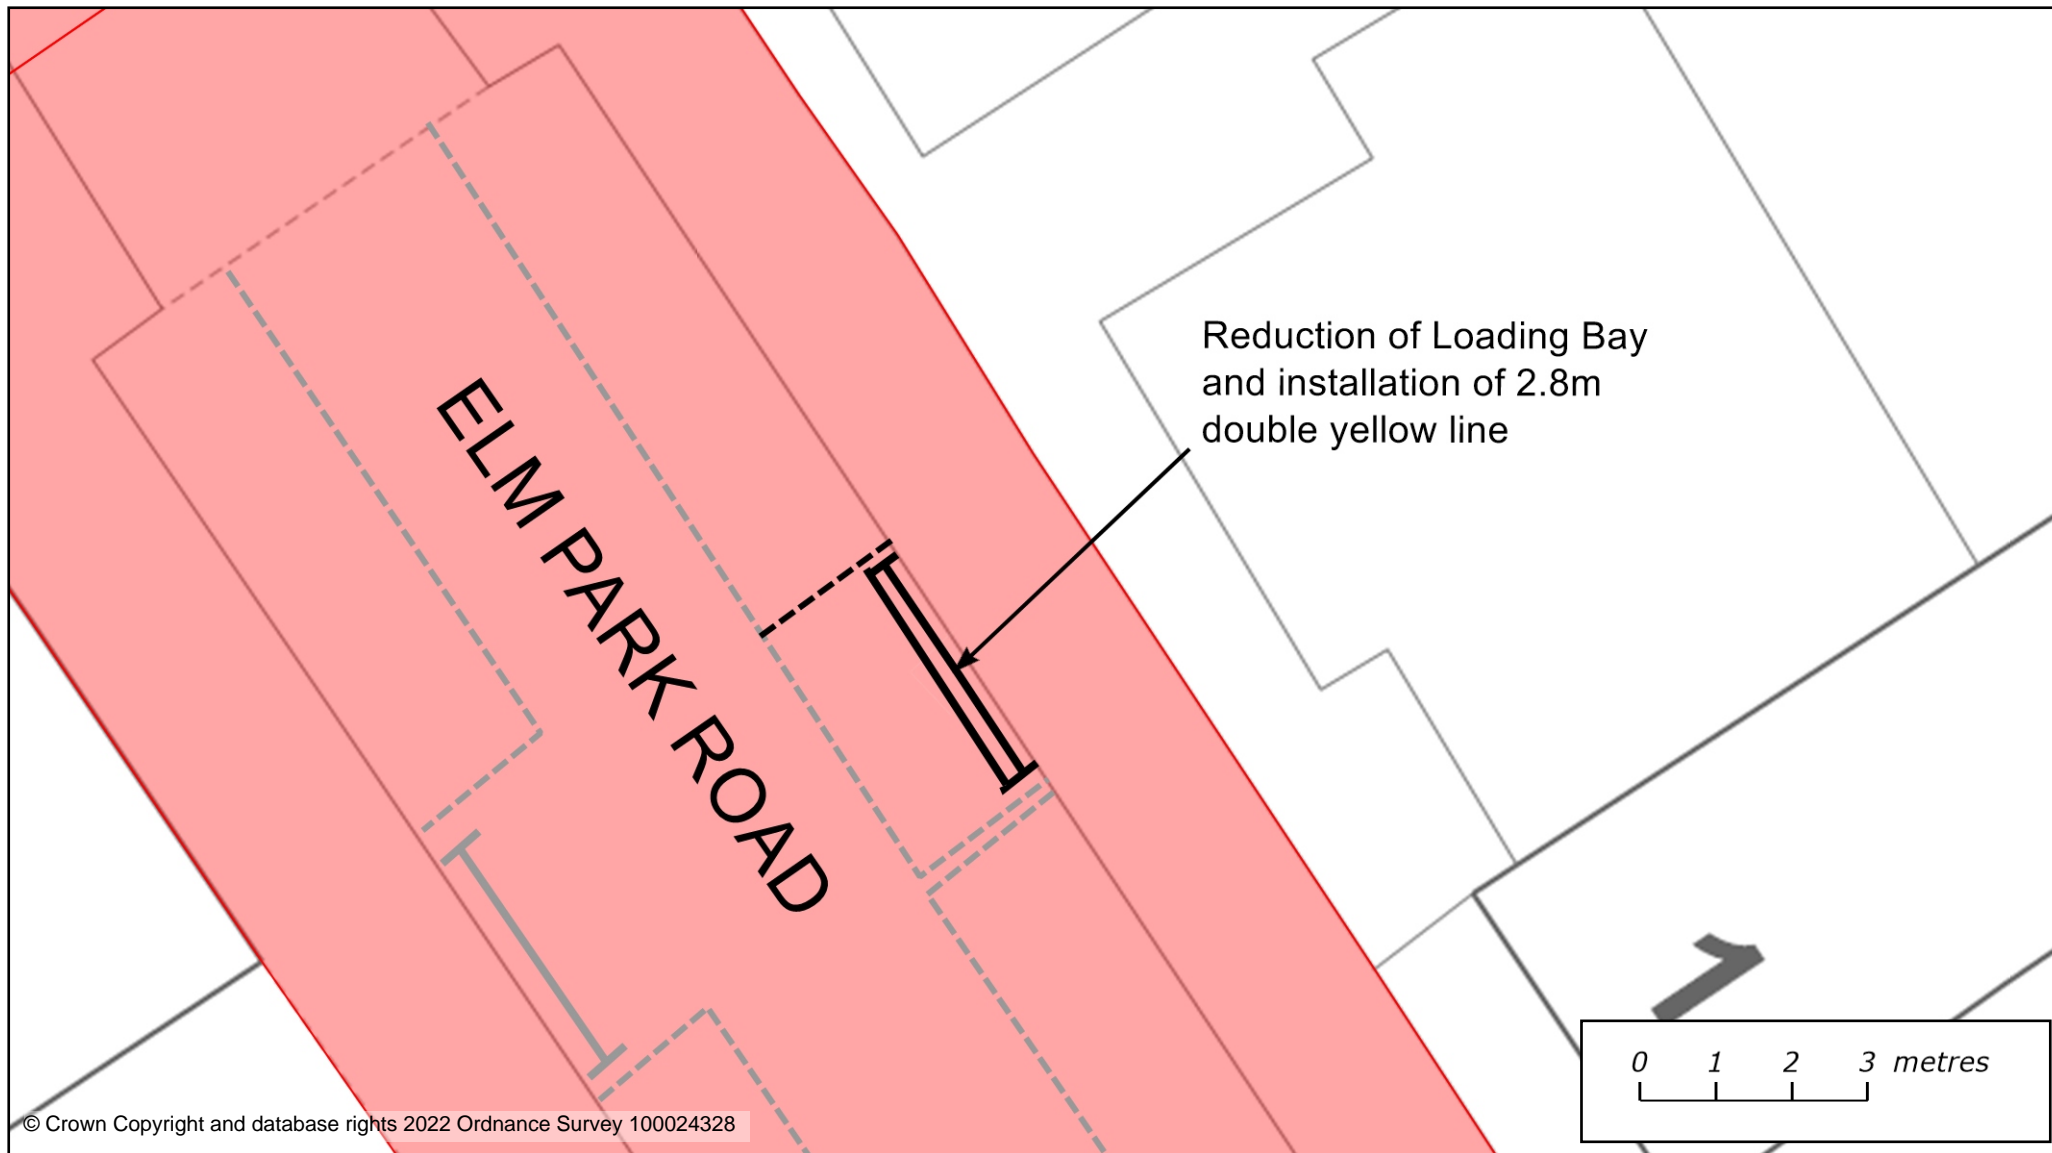 ELM PARK ROAD
Reduction of Loading Bay
and installation of 2.8m
double yellow line
1
0 1 2 3 metres
© Crown Copyright and database rights 2022 Ordnance Survey 100024328